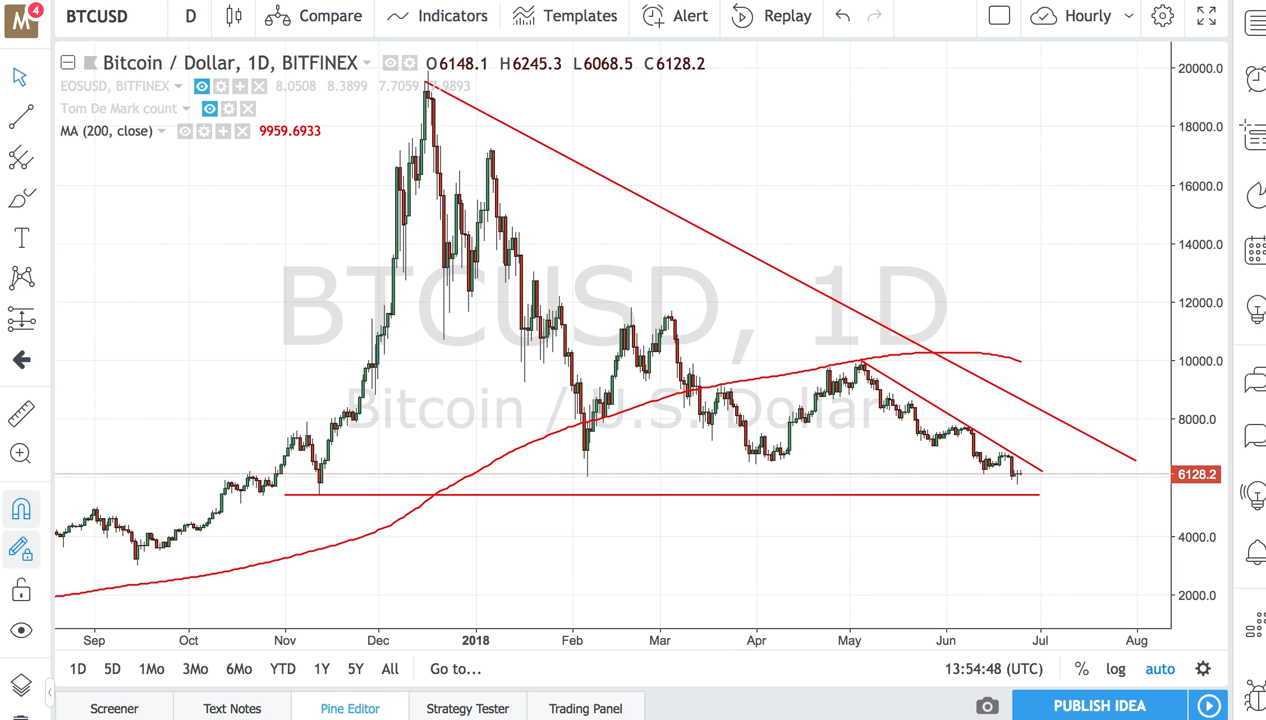 M 4 BTCUSD D Compare Indicators Templates Alert Replay Hourly
Bitcoin / Dollar, 1D, BITFINEX O6148.1 H6245.3 L6068.5 C6128.2
EOSUSD, BITFINEX 8.0508 8.3899 7.7059 7.9893
Tom De Mark count
MA (200, close) 9959.6933
BTCUSD, 1D
Bitcoin / U.S. Dollar
20000.0
18000.0
16000.0
14000.0
12000.0
10000.0
8000.0
6128.2
4000.0
2000.0
Sep Oct Nov Dec 2018 Feb Mar Apr May Jun Jul Aug
1D 5D 1Mo 3Mo 6Mo YTD 1Y 5Y All Go to... 13:54:48 (UTC) % log auto
Screener Text Notes Pine Editor Strategy Tester Trading Panel PUBLISH IDEA